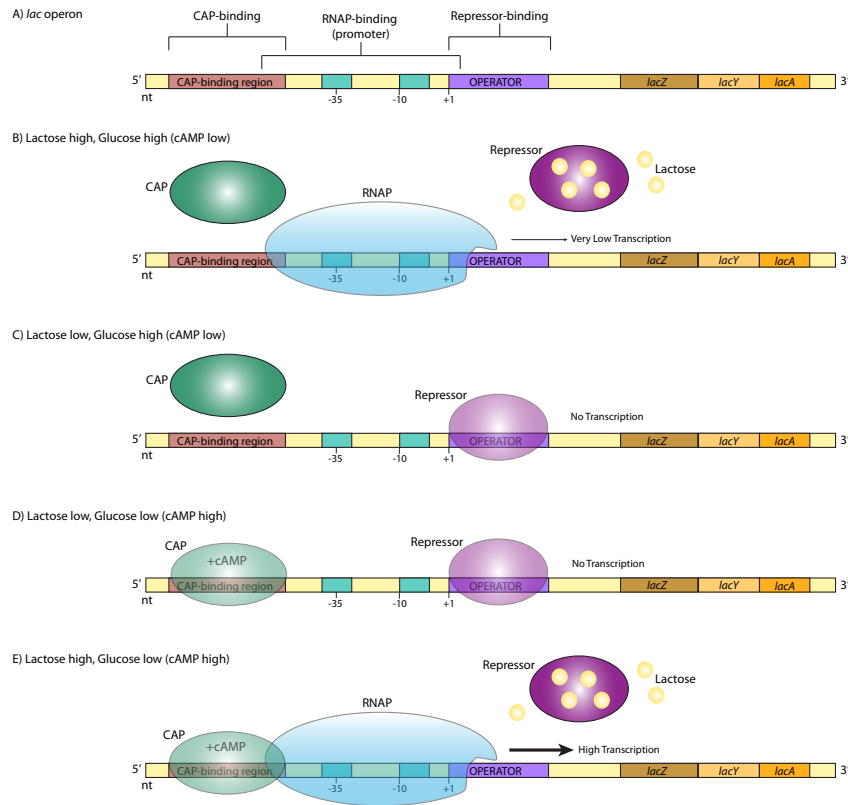 A) lac operon
CAP-binding
RNAP-binding
(promoter)
Repressor-binding
5′ CAP-binding region OPERATOR lacZ lacY lacA 3′
nt -35 -10 +1
B) Lactose high, Glucose high (cAMP low)
CAP
RNAP
Repressor
Lactose
Very Low Transcription
5′ CAP-binding region OPERATOR lacZ lacY lacA 3′
nt -35 -10 +1
C) Lactose low, Glucose high (cAMP low)
CAP
Repressor
No Transcription
5′ CAP-binding region OPERATOR lacZ lacY lacA 3′
nt -35 -10 +1
D) Lactose low, Glucose low (cAMP high)
CAP
+cAMP
Repressor
No Transcription
5′ CAP-binding region OPERATOR lacZ lacY lacA 3′
nt -35 -10 +1
E) Lactose high, Glucose low (cAMP high)
Repressor
Lactose
RNAP
CAP
+cAMP
High Transcription
5′ CAP-binding region OPERATOR lacZ lacY lacA 3′
nt -35 -10 +1